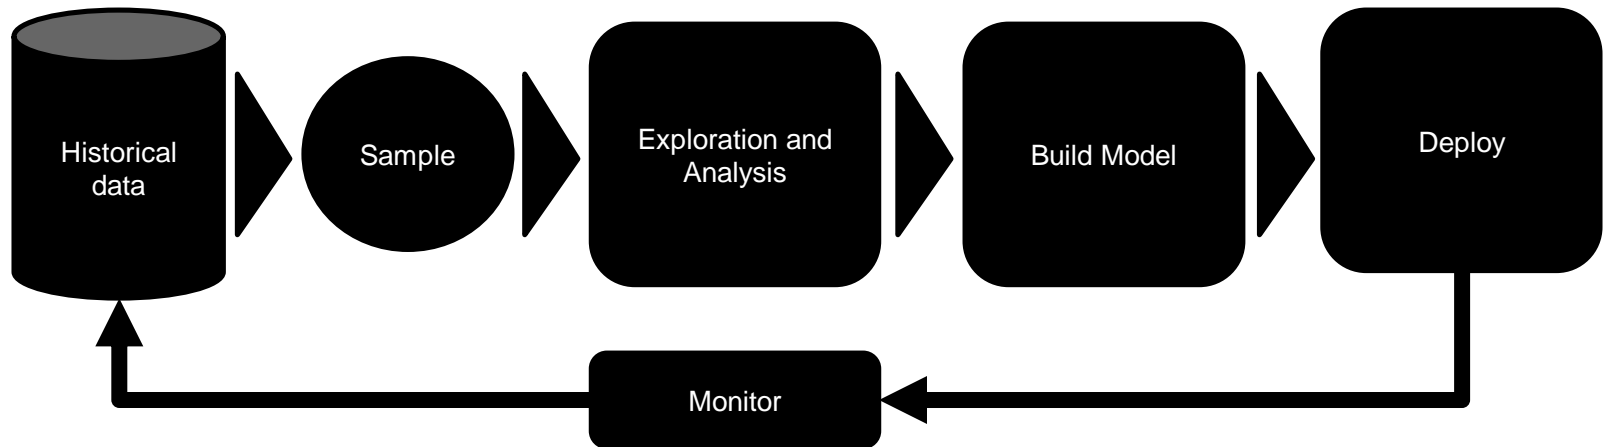 Historical
data
Sample
Exploration and
Analysis
Build Model
Deploy
Monitor